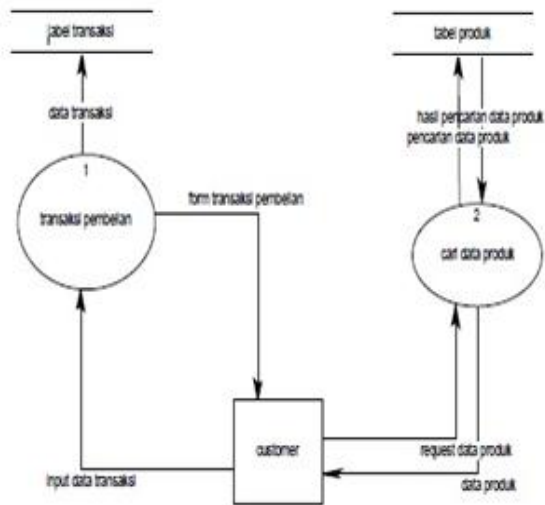 tabel transaksi
tabel produk
data transaksi
hasil pencarian data produk
pencarian data produk
1
transaksi pembelian
form transaksi pembelian
2
cari data produk
customer
request data produk
input data transaksi
data produk